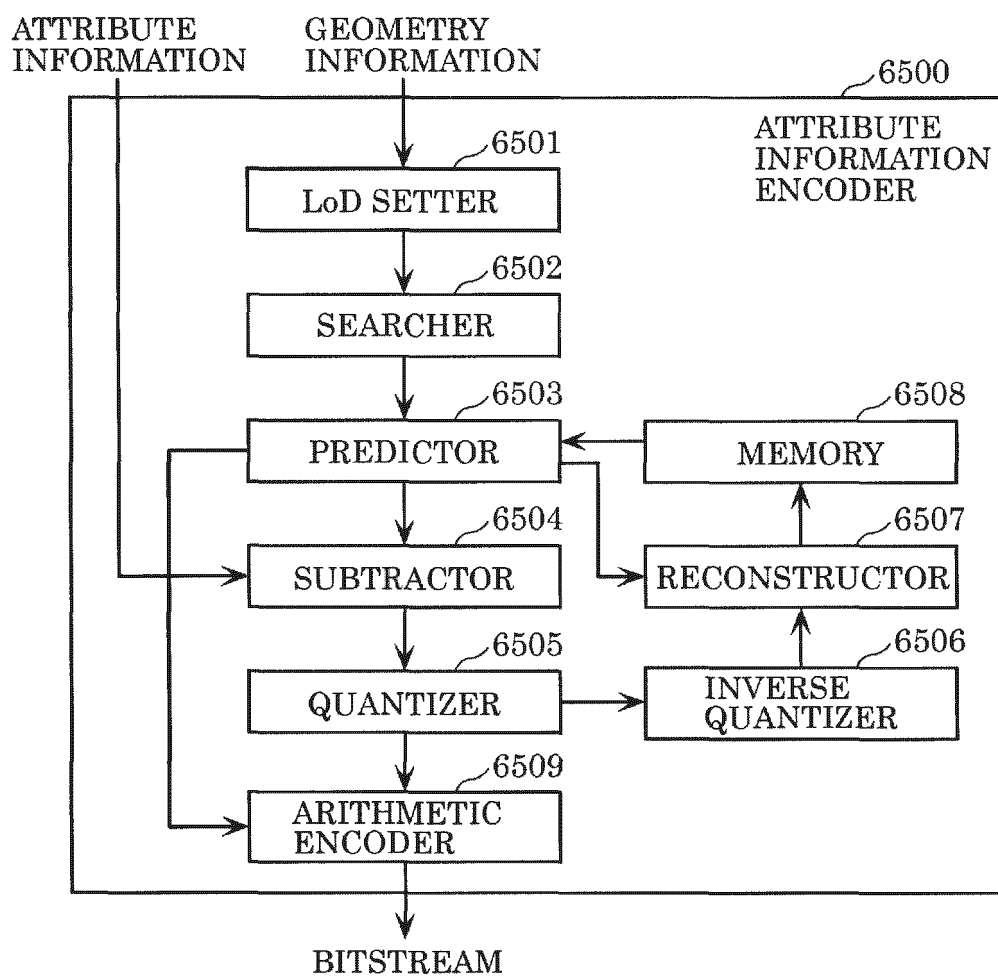 ATTRIBUTE
INFORMATION
GEOMETRY
INFORMATION
6500
ATTRIBUTE
INFORMATION
ENCODER
6501
LoD SETTER
6502
SEARCHER
6503
PREDICTOR
6508
MEMORY
6504
SUBTRACTOR
6507
RECONSTRUCTOR
6505
QUANTIZER
6506
INVERSE
QUANTIZER
6509
ARITHMETIC
ENCODER
BITSTREAM